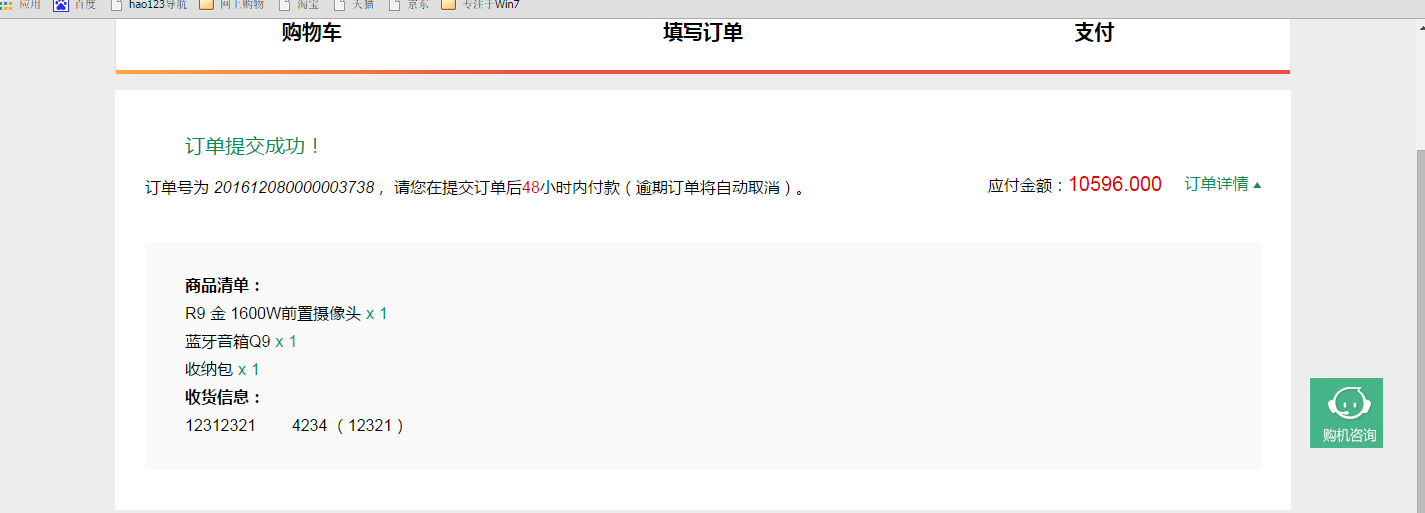 应用 百度 hao123导航 网上购物 淘宝 天猫 京东 专注于Win7
购物车 填写订单 支付
订单提交成功！
订单号为 201612080000003738 ，请您在提交订单后48小时内付款（逾期订单将自动取消）。 应付金额：10596.000 订单详情
商品清单：
R9 金 1600W前置摄像头 x 1
蓝牙音箱Q9 x 1
收纳包 x 1
收货信息：
12312321 4234 （12321）
购机咨询